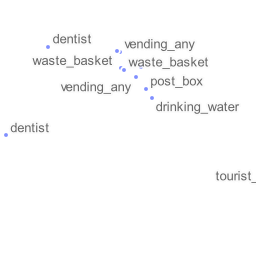 dentist
vending_any
waste_basket
waste_basket
post_box
vending_any
drinking_water
dentist
tourist_